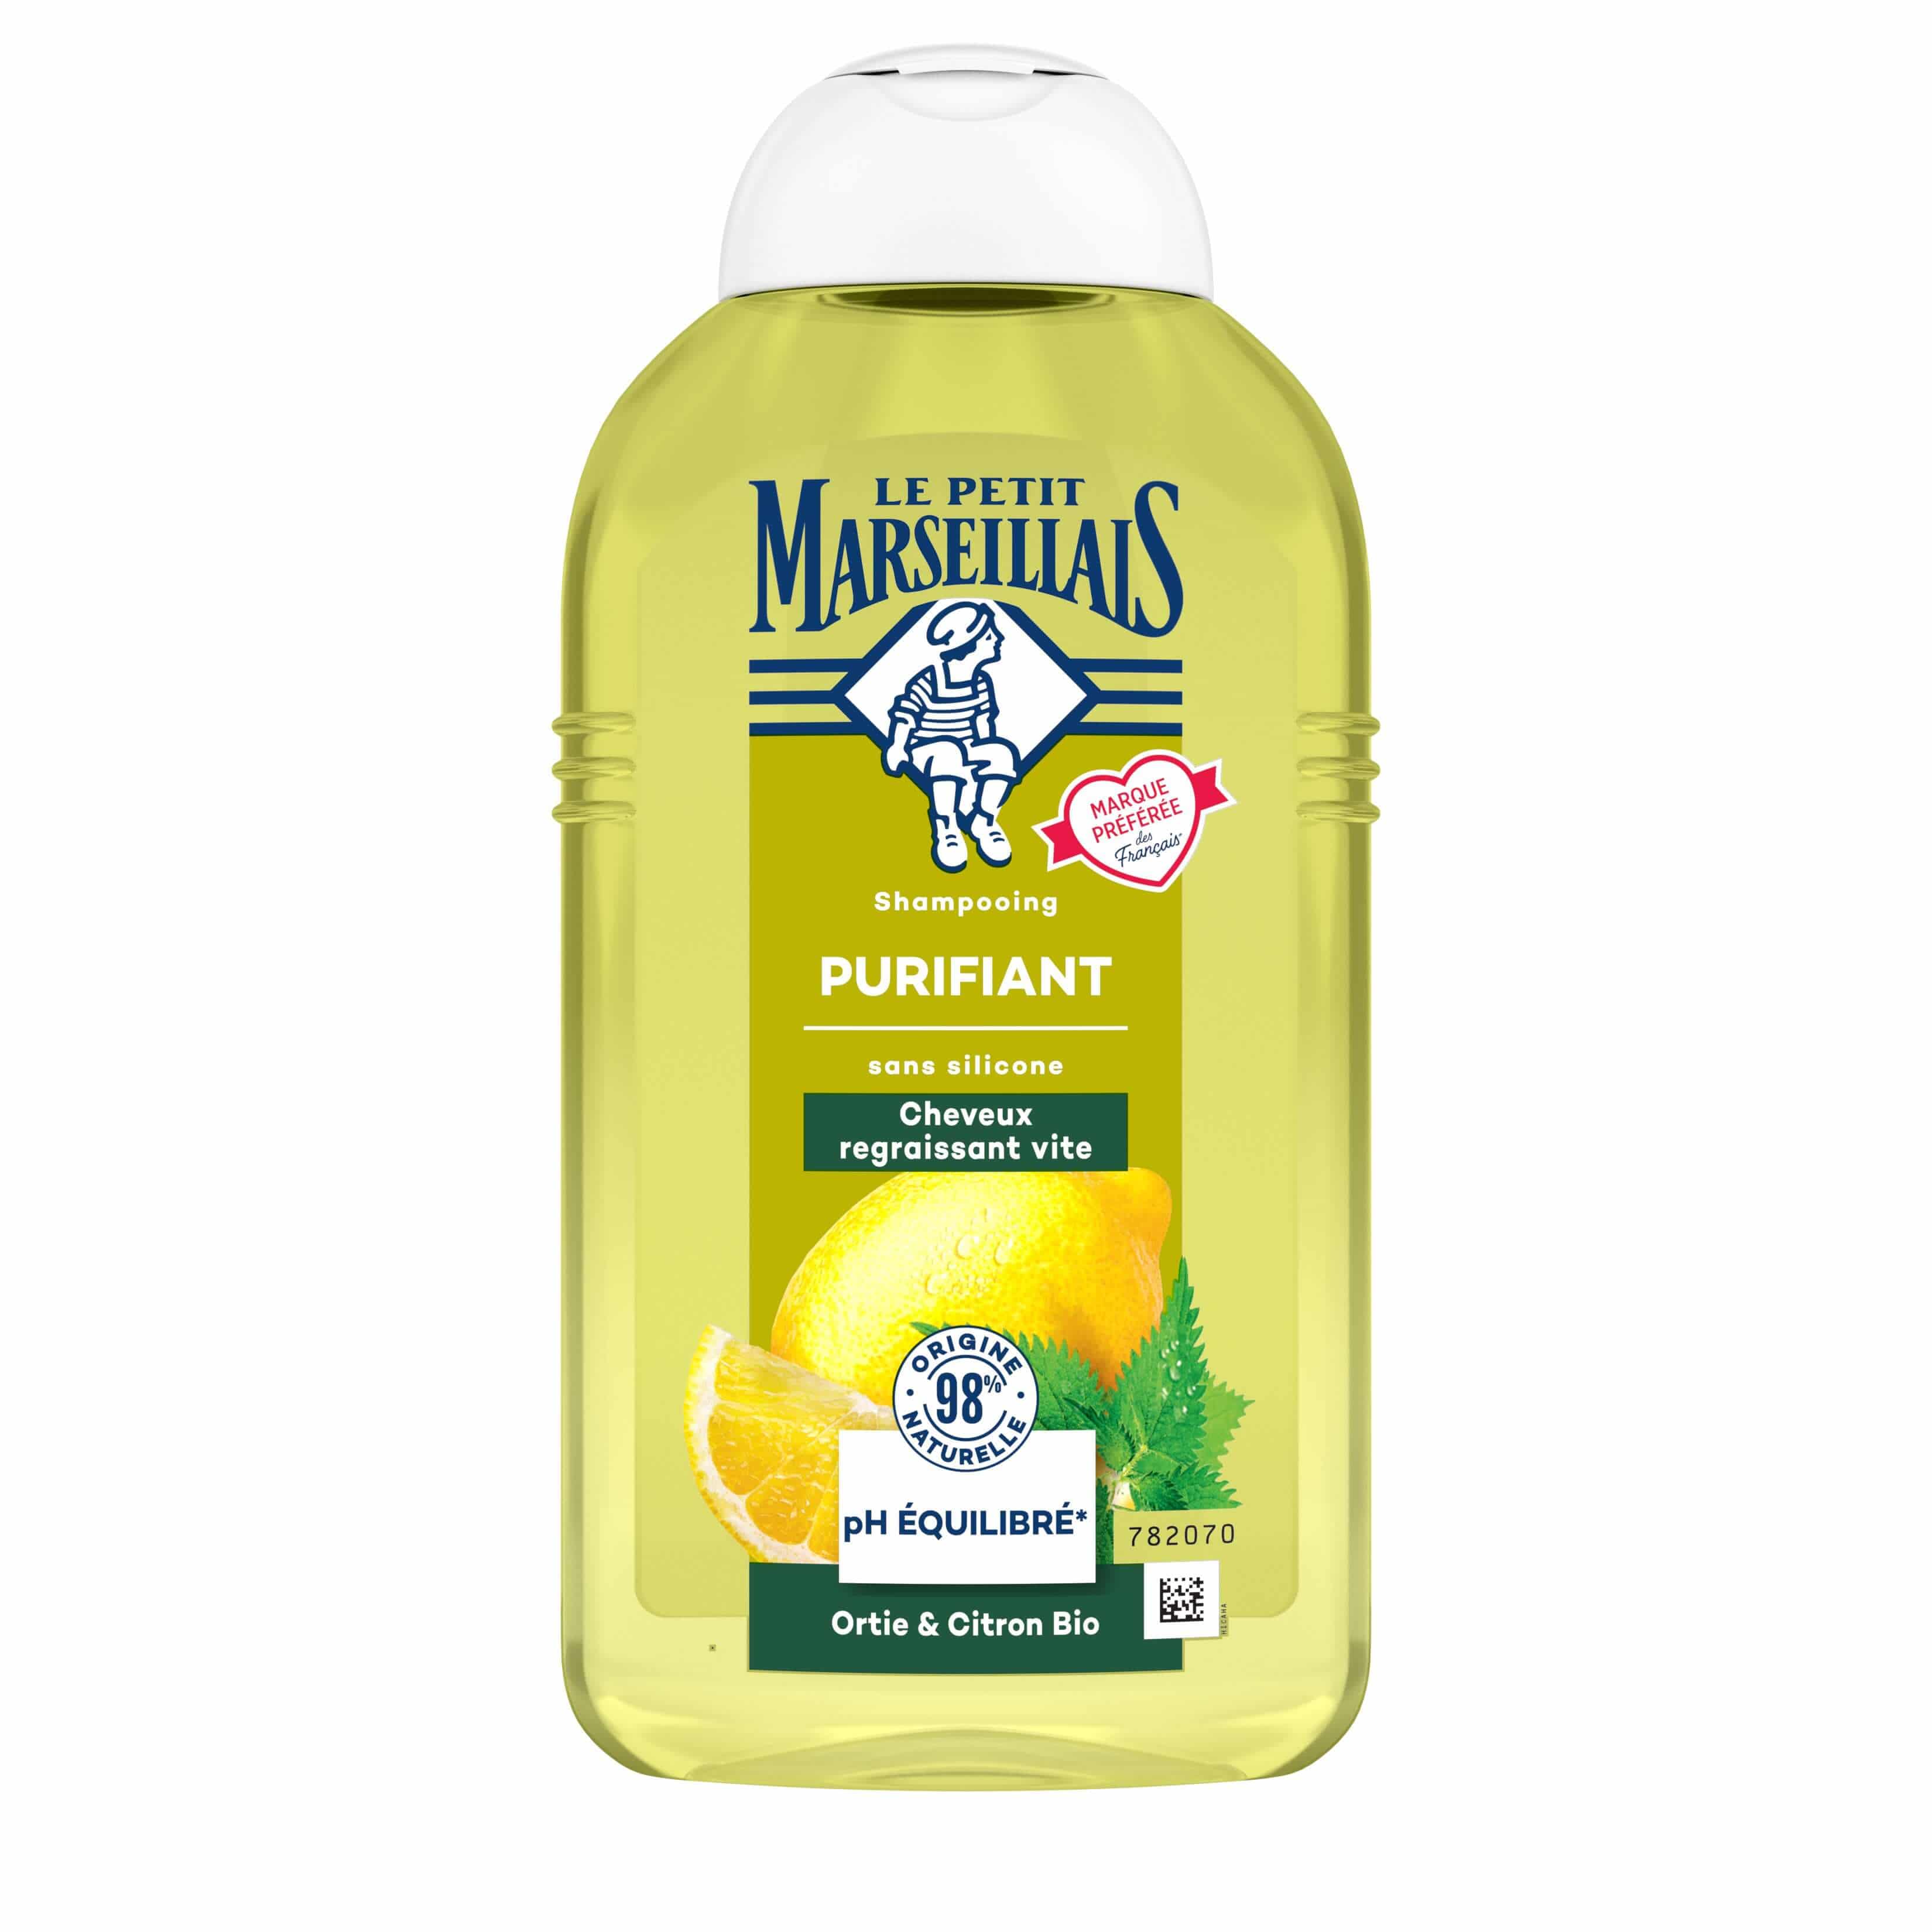 LE PETIT
MARSEILLAIS
MARQUE
PRÉFÉRÉE
des
Français
Shampooing
PURIFIANT
sans silicone
Cheveux
regraissant vite
ORIGINE
98%
NATURELLE
pH ÉQUILIBRÉ*
782070
Ortie & Citron Bio